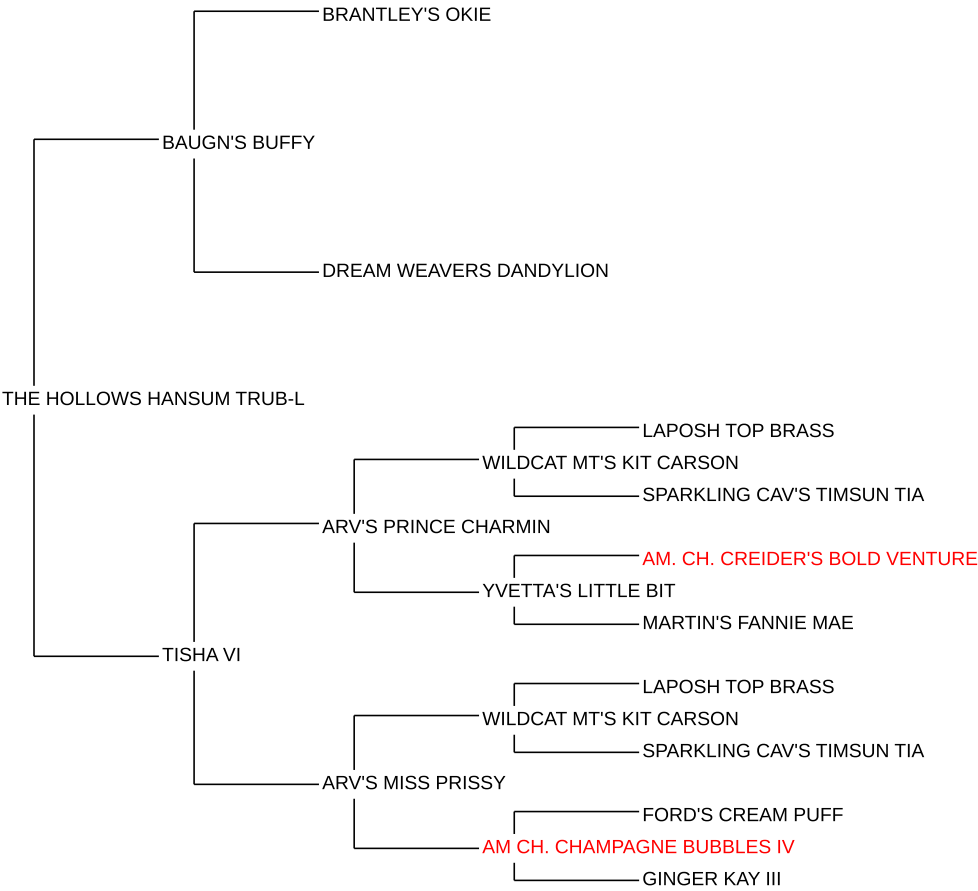 BRANTLEY'S OKIE
BAUGN'S BUFFY
DREAM WEAVERS DANDYLION
THE HOLLOWS HANSUM TRUB-L
LAPOSH TOP BRASS
WILDCAT MT'S KIT CARSON
SPARKLING CAV'S TIMSUN TIA
ARV'S PRINCE CHARMIN
AM. CH. CREIDER'S BOLD VENTURE
YVETTA'S LITTLE BIT
MARTIN'S FANNIE MAE
TISHA VI
LAPOSH TOP BRASS
WILDCAT MT'S KIT CARSON
SPARKLING CAV'S TIMSUN TIA
ARV'S MISS PRISSY
FORD'S CREAM PUFF
AM CH. CHAMPAGNE BUBBLES IV
GINGER KAY III